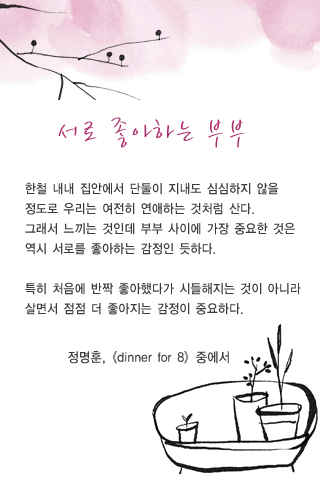 서로 좋아하는 부부
한철 내내 집안에서 단둘이 지내도 심심하지 않을
정도로 우리는 여전히 연애하는 것처럼 산다.
그래서 느끼는 것인데 부부 사이에 가장 중요한 것은
역시 서로를 좋아하는 감정인 듯하다.
특히 처음에 반짝 좋아했다가 시들해지는 것이 아니라
살면서 점점 더 좋아지는 감정이 중요하다.
정명훈, 《dinner for 8》 중에서